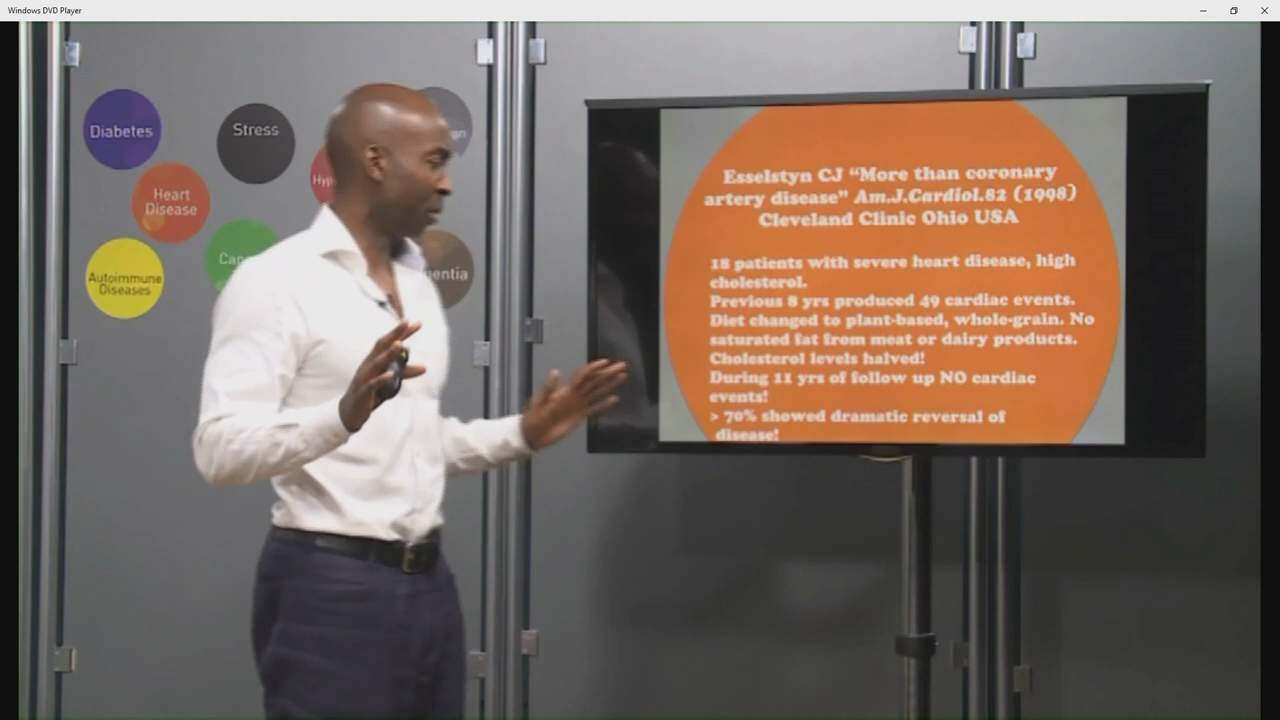 Windows DVD Player
Diabetes
Stress
Heart
Disease
Autoimmune
Diseases
Esselstyn CJ “More than coronary
artery disease” Am.J.Cardiol.82 (1998)
Cleveland Clinic Ohio USA
18 patients with severe heart disease, high
cholesterol.
Previous 8 yrs produced 49 cardiac events.
Diet changed to plant-based, whole-grain. No
saturated fat from meat or dairy products.
Cholesterol levels halved!
During 11 yrs of follow up NO cardiac
events!
> 70% showed dramatic reversal of
disease!